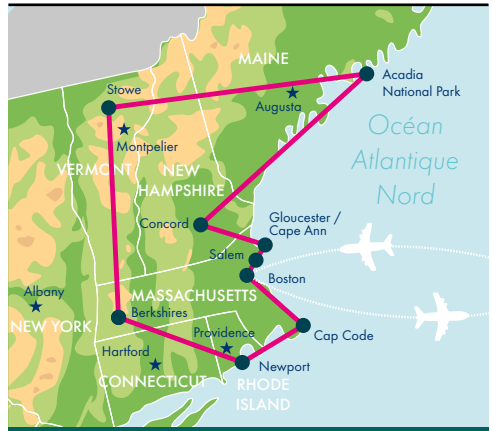 MAINE
Acadia
National Park
Stowe
Augusta
Océan
Atlantique
Nord
Montpelier
VERMONT
NEW
HAMPSHIRE
Concord
Gloucester /
Cape Ann
Salem
Boston
Albany
MASSACHUSETTS
Berkshires
NEW YORK
Providence
Cap Code
Hartford
Newport
CONNECTICUT
RHODE
ISLAND